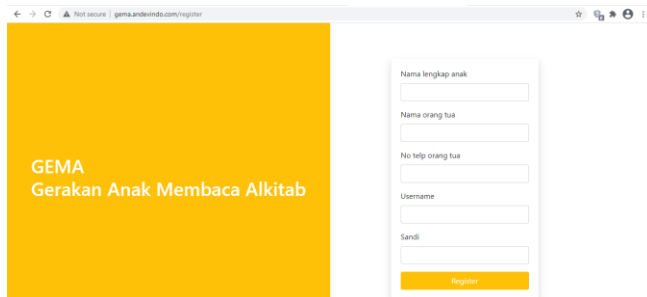 Not secure | gema.andevindo.com/register
GEMA
Gerakan Anak Membaca Alkitab
Nama lengkap anak
Nama orang tua
No telp orang tua
Username
Sandi
Register